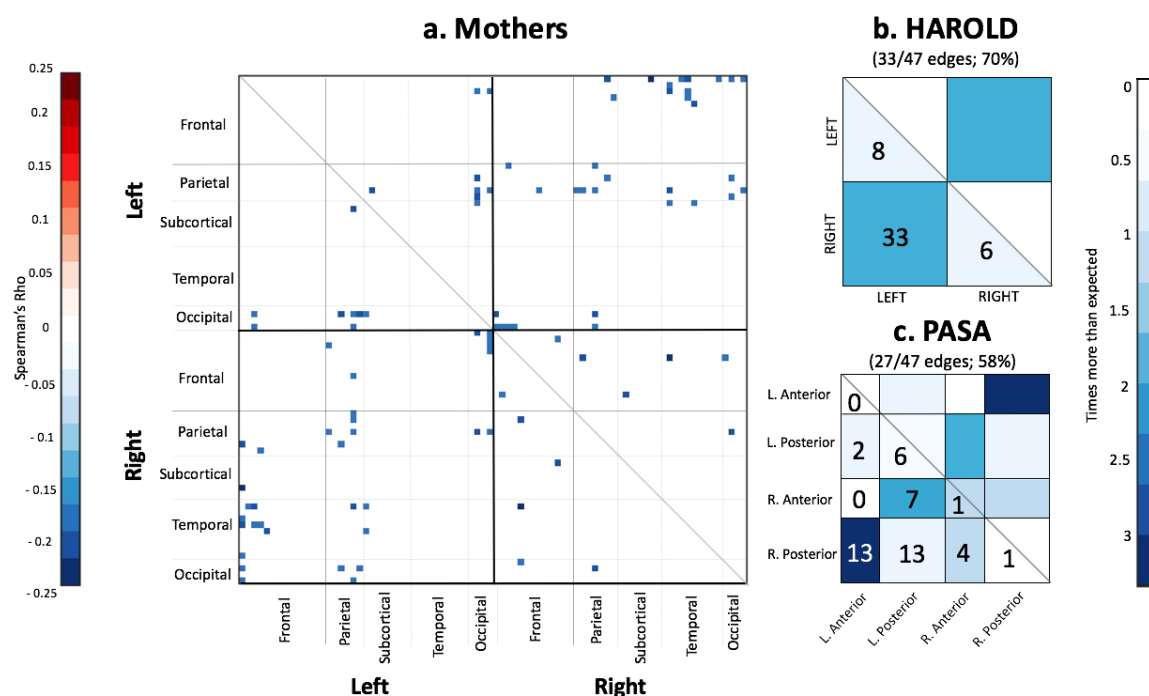 a. Mothers
0.25
0.2
0.15
0.1
0.05
0
- 0.05
- 0.1
- 0.15
- 0.2
- 0.25
Spearman's Rho
Left
Right
Frontal
Parietal
Subcortical
Temporal
Occipital
Frontal
Parietal
Subcortical
Temporal
Occipital
Frontal
Parietal
Subcortical
Temporal
Occipital
Frontal
Parietal
Subcortical
Temporal
Occipital
Left
Right
b. HAROLD
(33/47 edges; 70%)
LEFT
RIGHT
8
33
6
LEFT
RIGHT
c. PASA
(27/47 edges; 58%)
L. Anterior
L. Posterior
R. Anterior
R. Posterior
0
2
6
0
7
1
13
13
4
1
L. Anterior
L. Posterior
R. Anterior
R. Posterior
Times more than expected
0
0.5
1
1.5
2
2.5
3